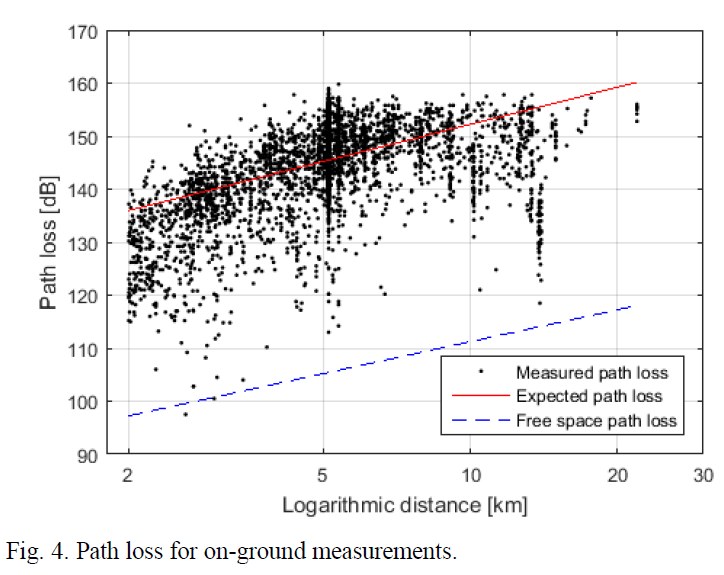 170
160
150
140
130
120
110
100
90
Path loss [dB]
2
5
10
20
30
Logarithmic distance [km]
Measured path loss
Expected path loss
Free space path loss
Fig. 4. Path loss for on-ground measurements.